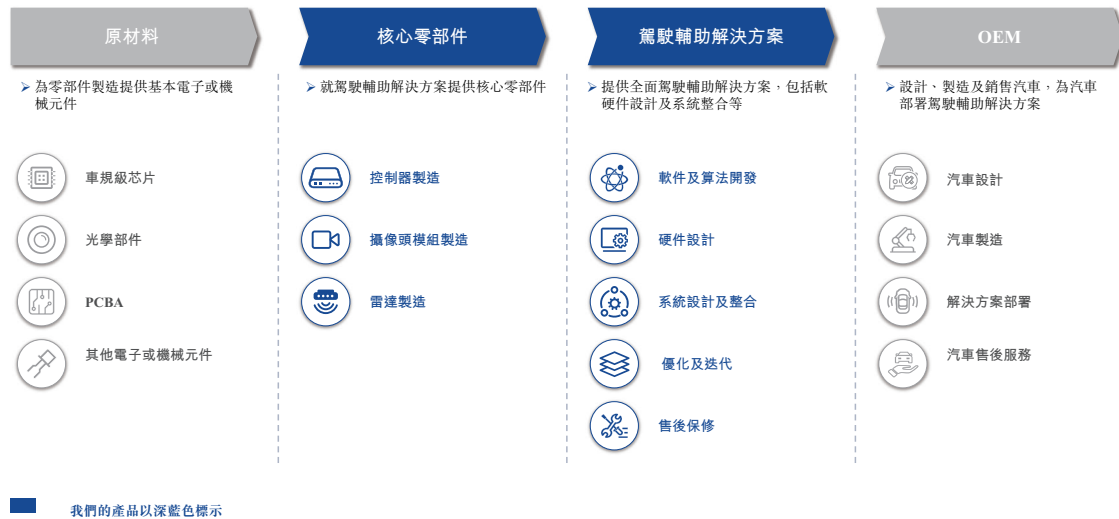 原材料
核心零部件
駕駛輔助解決方案
OEM
➢ 為零部件製造提供基本電子或機
械元件
➢ 就駕駛輔助解決方案提供核心零部件
➢ 提供全面駕駛輔助解決方案，包括軟
硬件設計及系統整合等
➢ 設計、製造及銷售汽車，為汽車
部署駕駛輔助解決方案
車規級芯片
光學部件
PCBA
其他電子或機械元件
控制器製造
攝像頭模組製造
雷達製造
軟件及算法開發
硬件設計
系統設計及整合
優化及迭代
售後保修
汽車設計
汽車製造
解決方案部署
汽車售後服務
我們的產品以深藍色標示